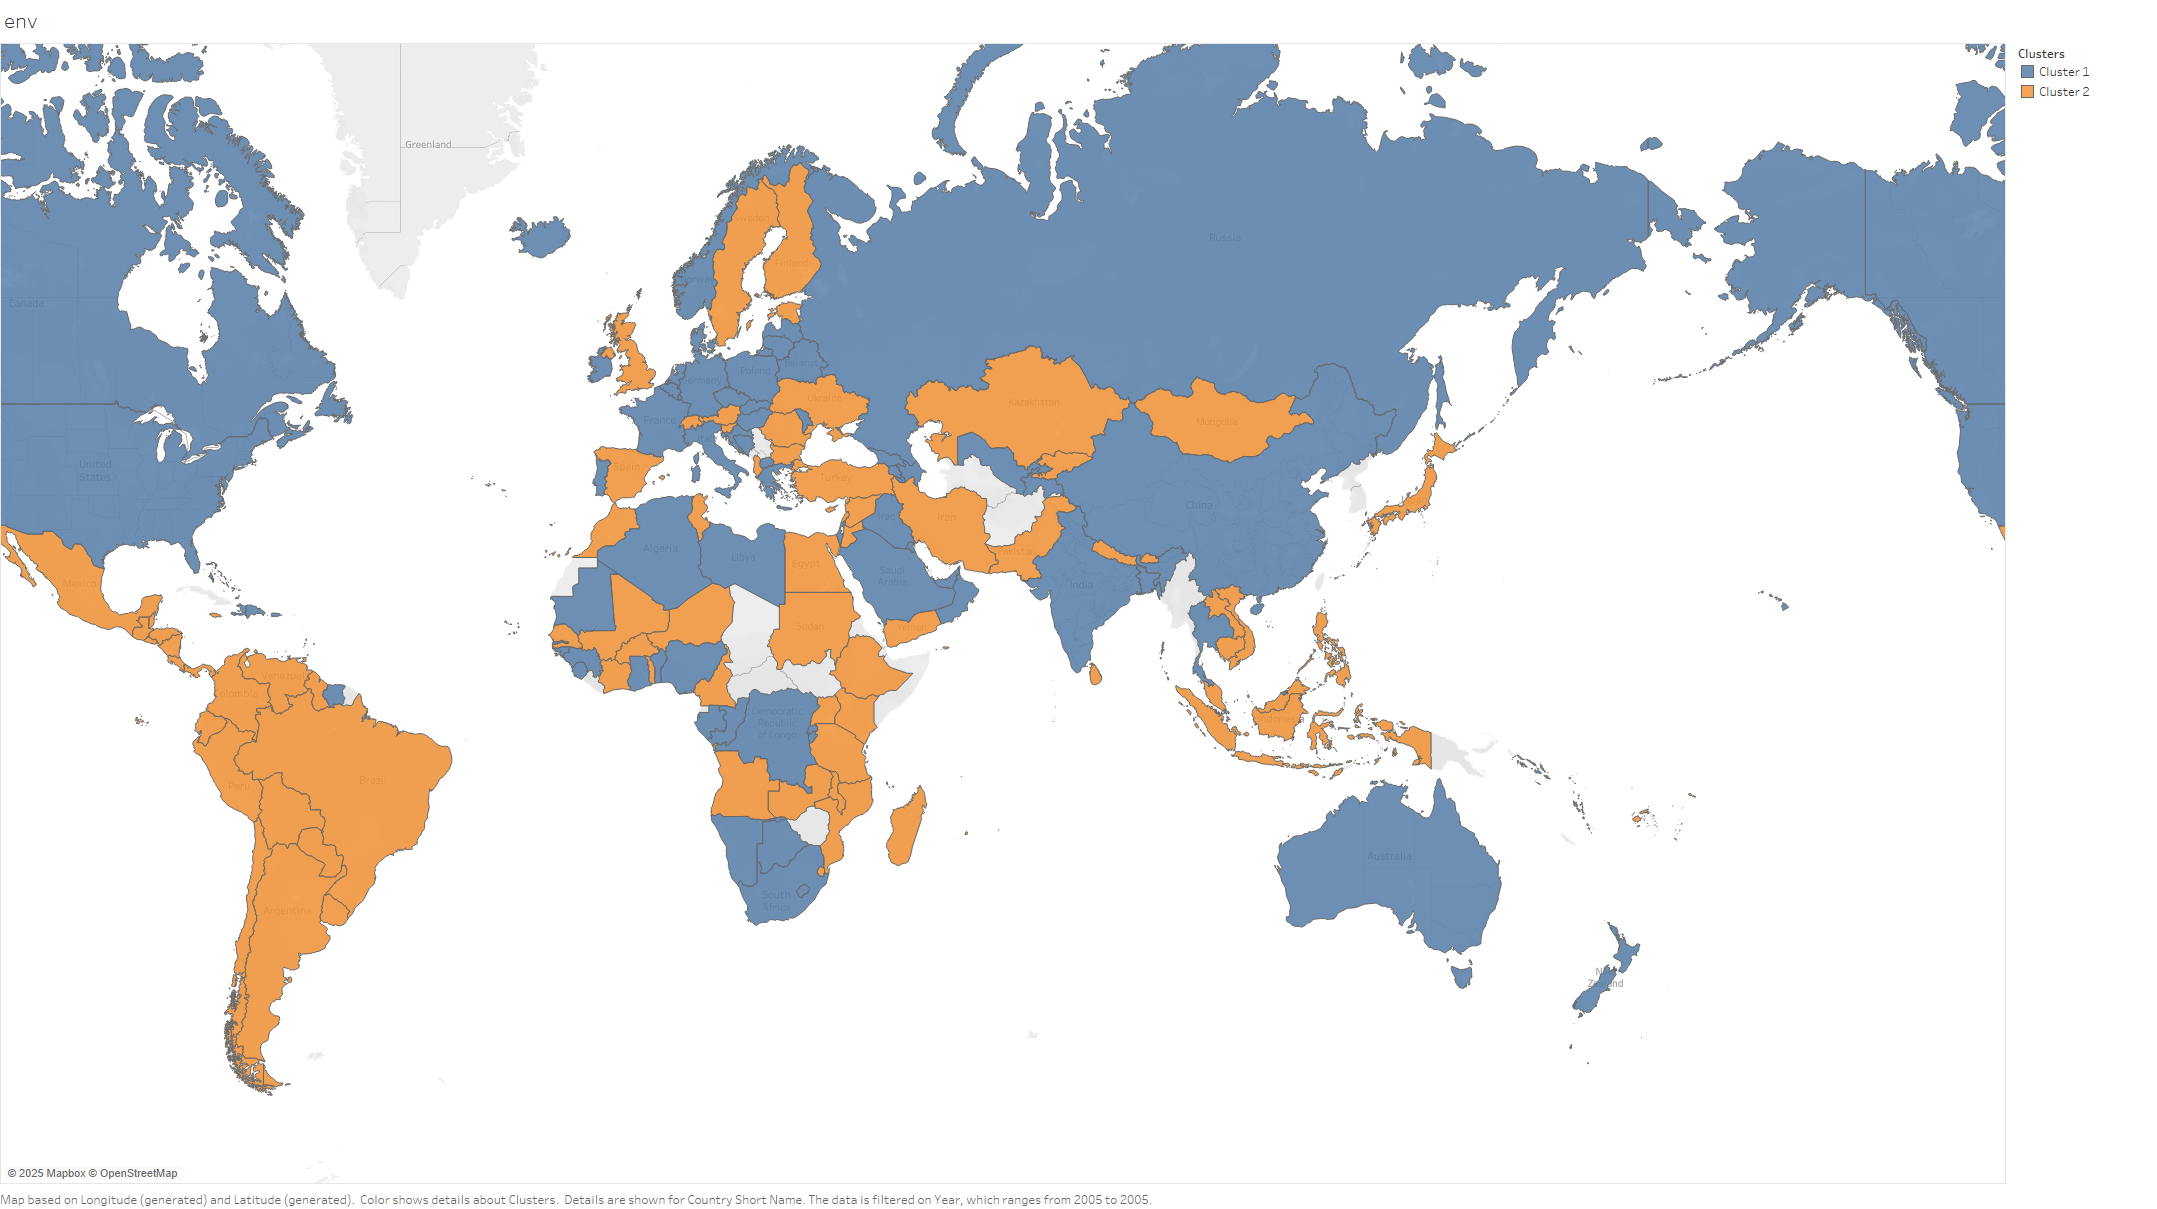 env
Clusters
Cluster 1
Cluster 2
Greenland
Russia
Sweden
Finland
Norway
Canada
Belarus
Poland
Germany
Ukraine
Kazakhstan
Mongolia
France
Italy
United
States
Spain
Turkey
China
Iraq
Iran
Algeria
Libya
Egypt
Pakistan
Saudi
Arabia
India
Mexico
Sudan
Yemen
Venezuela
Colombia
Democratic
Republic
of Congo
Indonesia
Brazil
Peru
Australia
South
Africa
Argentina
New
Zealand
© 2025 Mapbox © OpenStreetMap
Map based on Longitude (generated) and Latitude (generated). Color shows details about Clusters. Details are shown for Country Short Name. The data is filtered on Year, which ranges from 2005 to 2005.